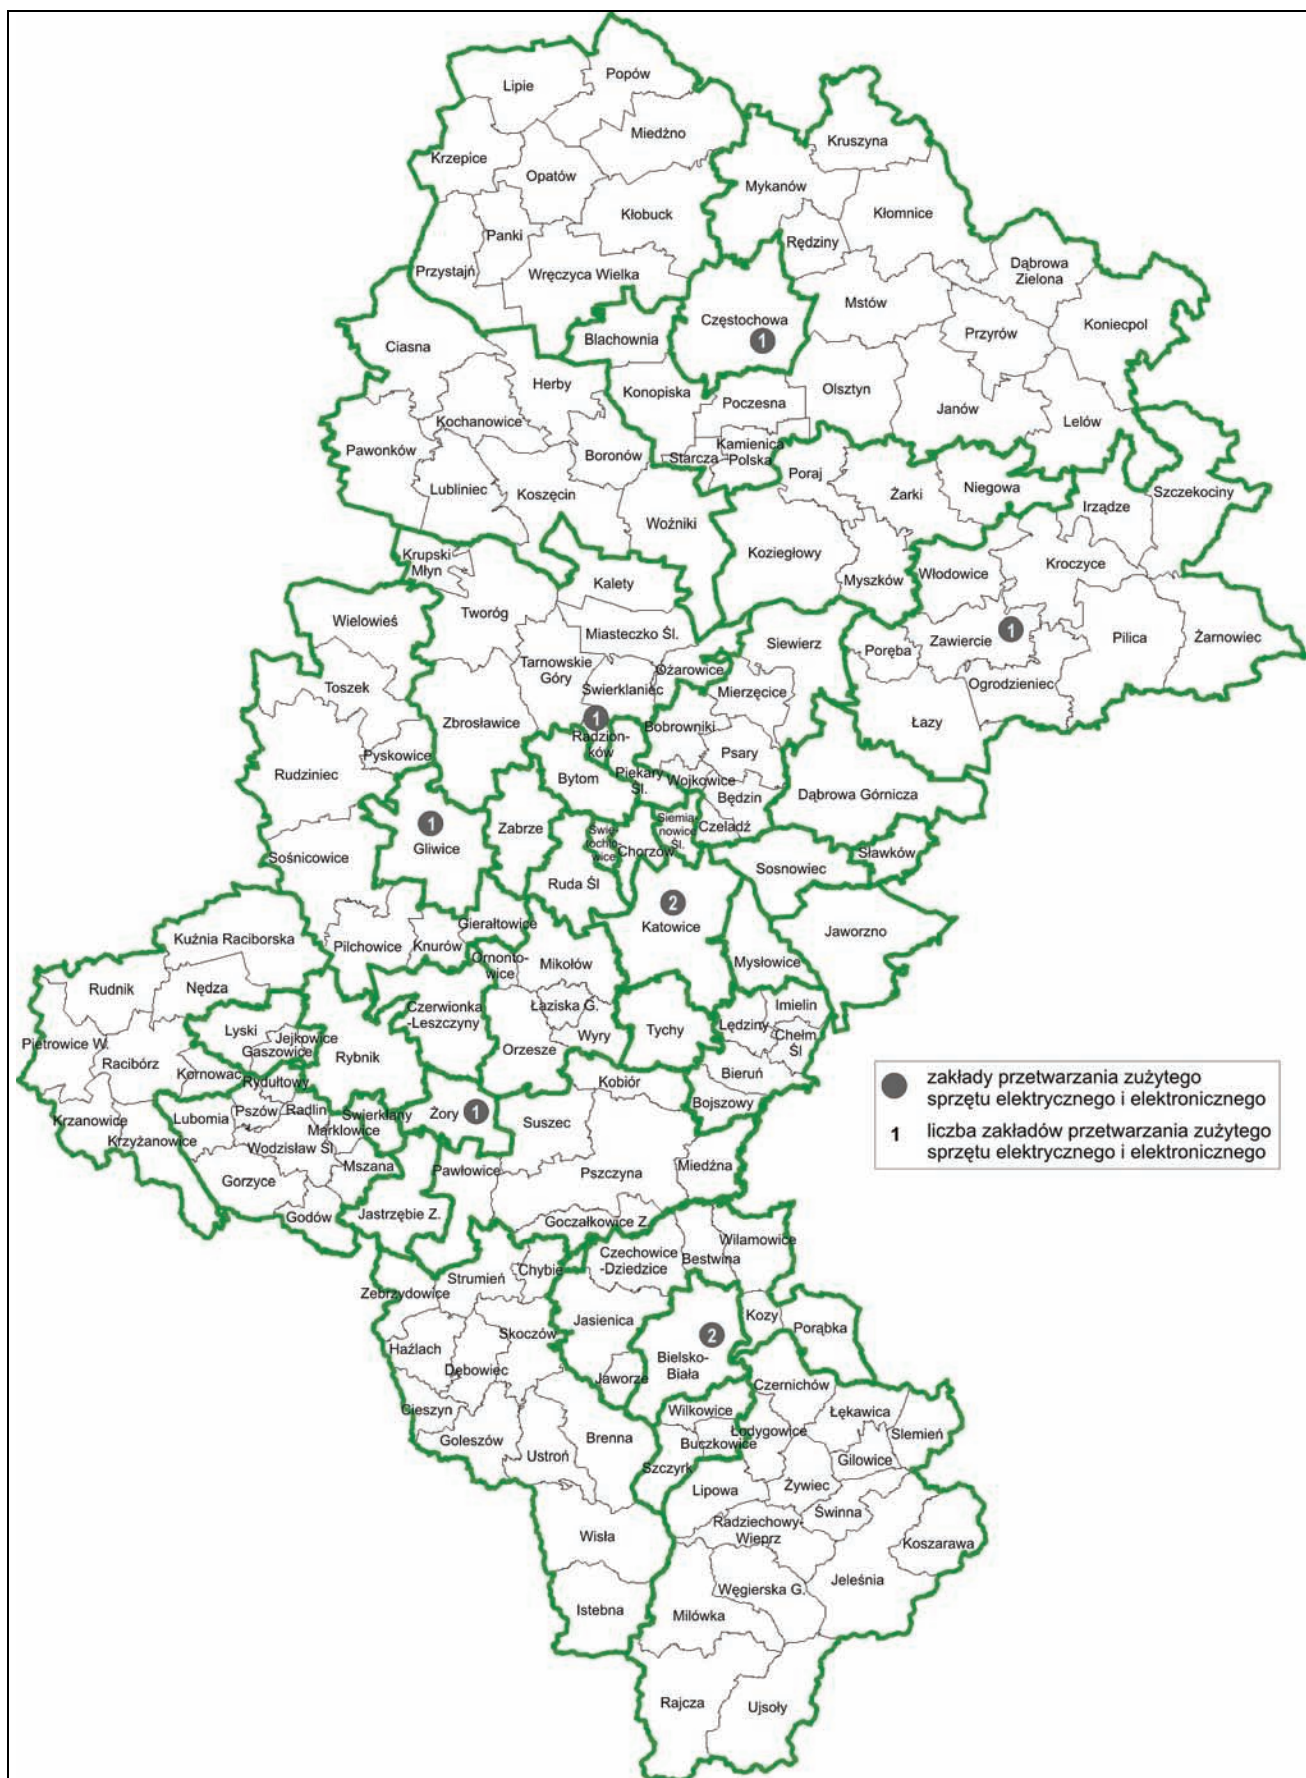 Popów
Lipie
Miedźno
Kruszyna
Krzepice
Opatów
Mykanów
Kłobuck
Kłomnice
Panki
Rędziny
Przystajń
Wręczyca Wielka
Dąbrowa
Zielona
Mstów
Częstochowa
1
Koniecpol
Przyrów
Blachownia
Ciasna
Herby
Konopiska
Olsztyn
Poczesna
Janów
Lelów
Kochanowice
Pawonków
Boronów
Starcza
Kamienica
Polska
Poraj
Żarki
Niegowa
Lubliniec
Koszęcin
Szczekociny
Irządze
Woźniki
Koziegłowy
Krupski
Młyn
Kroczyce
Włodowice
Myszków
Kalety
Tworóg
Wielowieś
Miasteczko Śl.
Siewierz
Zawiercie
1
Poręba
Pilica
Żarnowiec
Tarnowskie
Góry
Ożarowice
Świerklaniec
Mierzęcice
Ogrodzieniec
Toszek
Zbrosławice
1
Radzion-
ków
Bobrowniki
Łazy
Pyskowice
Psary
Rudziniec
Bytom
Piekary
Śl.
Wojkowice
Będzin
Dąbrowa Górnicza
1
Gliwice
Zabrze
Świę-
tochło-
wice
Chorzów
Siemia-
nowice
Śl.
Czeladź
Sośnicowice
Sosnowiec
Sławków
Ruda Śl
2
Katowice
Gierałtowice
Jaworzno
Kuźnia Raciborska
Pilchowice
Knurów
Ornonto-
wice
Mikołów
Mysłowice
Rudnik
Nędza
Czerwionka
-Leszczyny
Łaziska G.
Imielin
Lędziny
Tychy
Chełm
Śl
Pietrowice W.
Lyski
Jejkowice
Gaszowice
Wyry
Orzesze
Racibórz
Rybnik
Bieruń
Kornowac
Rydułtowy
Kobiór
Bojszowy
zakłady przetwarzania zużytego
sprzętu elektrycznego i elektronicznego
1 liczba zakładów przetwarzania zużytego
sprzętu elektrycznego i elektronicznego
Krzanowice
Lubomia
Pszów
Radlin
Świerklany
Żory
1
Suszec
Krzyżanowice
Marklowice
Wodzisław Śl
Mszana
Pawłowice
Pszczyna
Miedźna
Gorzyce
Godów
Jastrzębie Z.
Goczałkowice Z.
Wilamowice
Czechowice
-Dziedzice
Bestwina
Chybie
Strumień
Zebrzydowice
Kozy
Porąbka
Jasienica
2
Skoczów
Haźlach
Bielsko-
Biała
Dębowiec
Jaworze
Czernichów
Cieszyn
Wilkowice
Łękawica
Łodygowice
Ślemień
Goleszów
Brenna
Buczkowice
Ustroń
Gilowice
Szczyrk
Żywiec
Lipowa
Świnna
Radziechowy-
Wieprz
Wisła
Koszarawa
Jeleśnia
Węgierska G.
Istebna
Milówka
Rajcza
Ujsoły